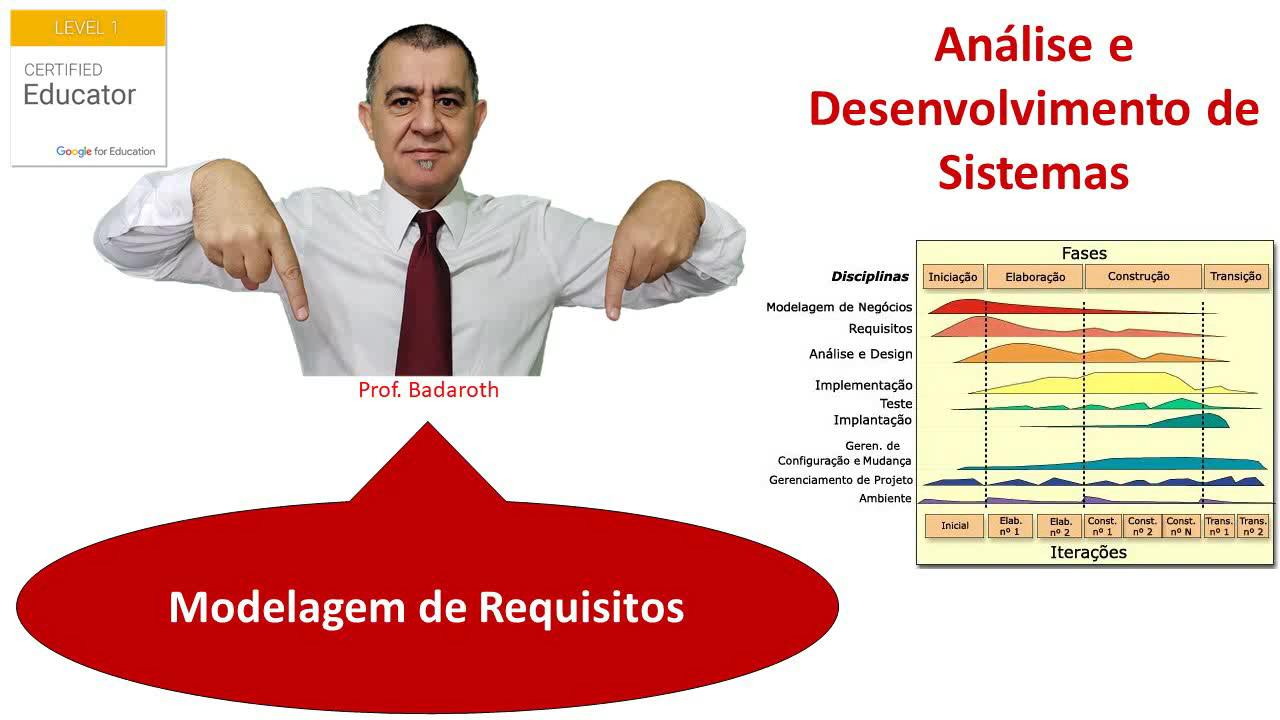 LEVEL 1
CERTIFIED
Educator
Google for Education
Análise e
Desenvolvimento de
Sistemas
Prof. Badaroth
Modelagem de Requisitos
Fases
Disciplinas
Iniciação
Elaboração
Construção
Transição
Modelagem de Negócios
Requisitos
Análise e Design
Implementação
Teste
Implantação
Geren. de
Configuração e Mudança
Gerenciamento de Projeto
Ambiente
Inicial
Elab.
nº 1
Elab.
nº 2
Const.
nº 1
Const.
nº 2
Const.
nº N
Trans.
nº 1
Trans.
nº 2
Iterações